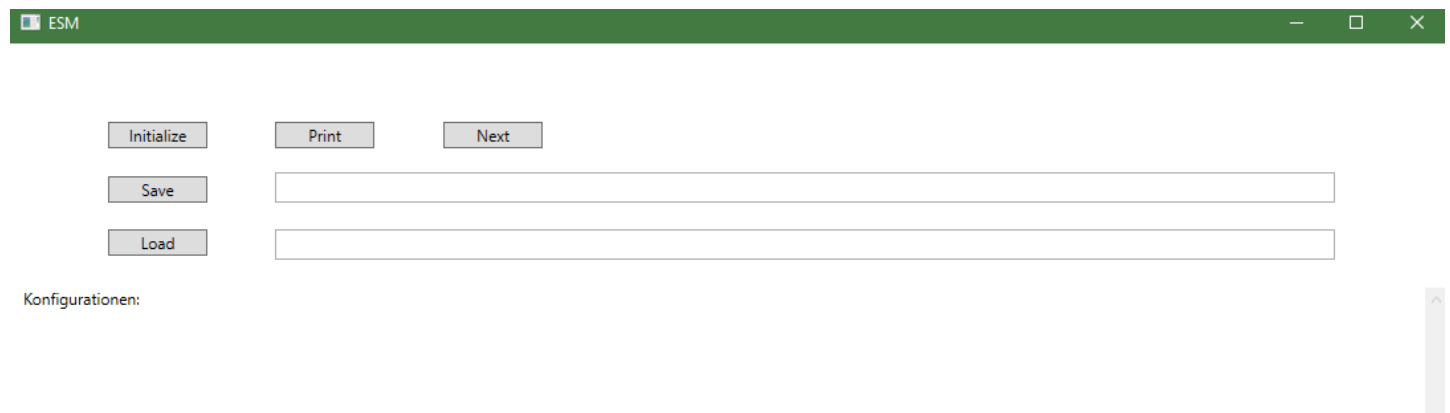 ESM
Initialize Print Next
Save
Load
Konfigurationen: